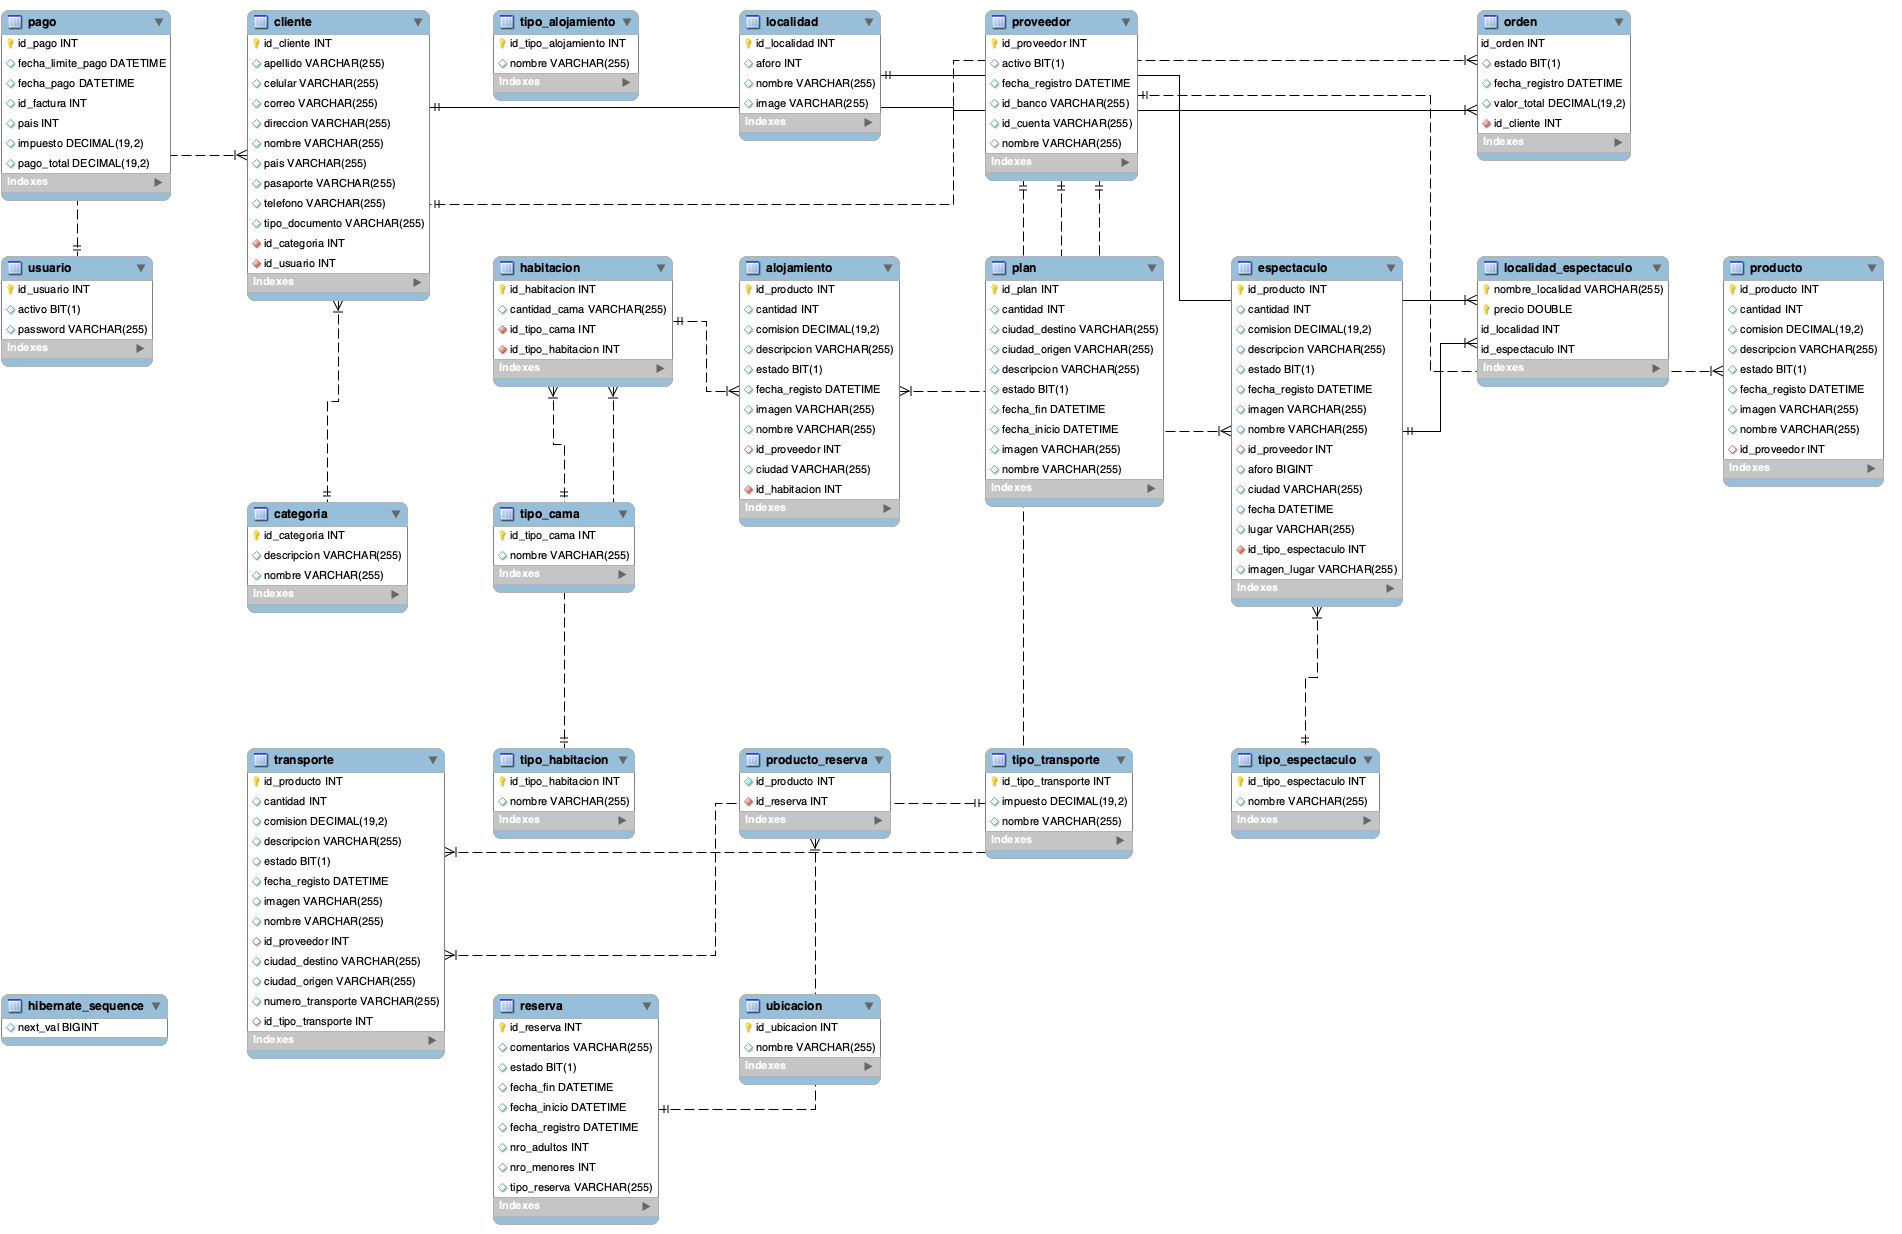 pago
id_pago INT
fecha_limite_pago DATETIME
fecha_pago DATETIME
id_factura INT
pais INT
impuesto DECIMAL(19,2)
pago_total DECIMAL(19,2)
Indexes
cliente
id_cliente INT
apellido VARCHAR(255)
celular VARCHAR(255)
correo VARCHAR(255)
direccion VARCHAR(255)
nombre VARCHAR(255)
pais VARCHAR(255)
pasaporte VARCHAR(255)
telefono VARCHAR(255)
tipo_documento VARCHAR(255)
id_categoria INT
id_usuario INT
Indexes
tipo_alojamiento
id_tipo_alojamiento INT
nombre VARCHAR(255)
Indexes
localidad
id_localidad INT
aforo INT
nombre VARCHAR(255)
image VARCHAR(255)
Indexes
proveedor
id_proveedor INT
activo BIT(1)
fecha_registro DATETIME
id_banco VARCHAR(255)
id_cuenta VARCHAR(255)
nombre VARCHAR(255)
Indexes
orden
id_orden INT
estado BIT(1)
fecha_registro DATETIME
valor_total DECIMAL(19,2)
id_cliente INT
Indexes
usuario
id_usuario INT
activo BIT(1)
password VARCHAR(255)
Indexes
habitacion
id_habitacion INT
cantidad_cama VARCHAR(255)
id_tipo_cama INT
id_tipo_habitacion INT
Indexes
alojamiento
id_producto INT
cantidad INT
comision DECIMAL(19,2)
descripcion VARCHAR(255)
estado BIT(1)
fecha_registo DATETIME
imagen VARCHAR(255)
nombre VARCHAR(255)
id_proveedor INT
ciudad VARCHAR(255)
id_habitacion INT
Indexes
plan
id_plan INT
cantidad INT
ciudad_destino VARCHAR(255)
ciudad_origen VARCHAR(255)
descripcion VARCHAR(255)
estado BIT(1)
fecha_fin DATETIME
fecha_inicio DATETIME
imagen VARCHAR(255)
nombre VARCHAR(255)
Indexes
espectaculo
id_producto INT
cantidad INT
comision DECIMAL(19,2)
descripcion VARCHAR(255)
estado BIT(1)
fecha_registo DATETIME
imagen VARCHAR(255)
nombre VARCHAR(255)
id_proveedor INT
aforo BIGINT
ciudad VARCHAR(255)
fecha DATETIME
lugar VARCHAR(255)
id_tipo_espectaculo INT
imagen_lugar VARCHAR(255)
Indexes
localidad_espectaculo
nombre_localidad VARCHAR(255)
precio DOUBLE
id_localidad INT
id_espectaculo INT
Indexes
producto
id_producto INT
cantidad INT
comision DECIMAL(19,2)
descripcion VARCHAR(255)
estado BIT(1)
fecha_registo DATETIME
imagen VARCHAR(255)
nombre VARCHAR(255)
id_proveedor INT
Indexes
categoria
id_categoria INT
descripcion VARCHAR(255)
nombre VARCHAR(255)
Indexes
tipo_cama
id_tipo_cama INT
nombre VARCHAR(255)
Indexes
transporte
id_producto INT
cantidad INT
comision DECIMAL(19,2)
descripcion VARCHAR(255)
estado BIT(1)
fecha_registo DATETIME
imagen VARCHAR(255)
nombre VARCHAR(255)
id_proveedor INT
ciudad_destino VARCHAR(255)
ciudad_origen VARCHAR(255)
numero_transporte VARCHAR(255)
id_tipo_transporte INT
Indexes
tipo_habitacion
id_tipo_habitacion INT
nombre VARCHAR(255)
Indexes
producto_reserva
id_producto INT
id_reserva INT
Indexes
tipo_transporte
id_tipo_transporte INT
impuesto DECIMAL(19,2)
nombre VARCHAR(255)
Indexes
tipo_espectaculo
id_tipo_espectaculo INT
nombre VARCHAR(255)
Indexes
hibernate_sequence
next_val BIGINT
reserva
id_reserva INT
comentarios VARCHAR(255)
estado BIT(1)
fecha_fin DATETIME
fecha_inicio DATETIME
fecha_registro DATETIME
nro_adultos INT
nro_menores INT
tipo_reserva VARCHAR(255)
Indexes
ubicacion
id_ubicacion INT
nombre VARCHAR(255)
Indexes